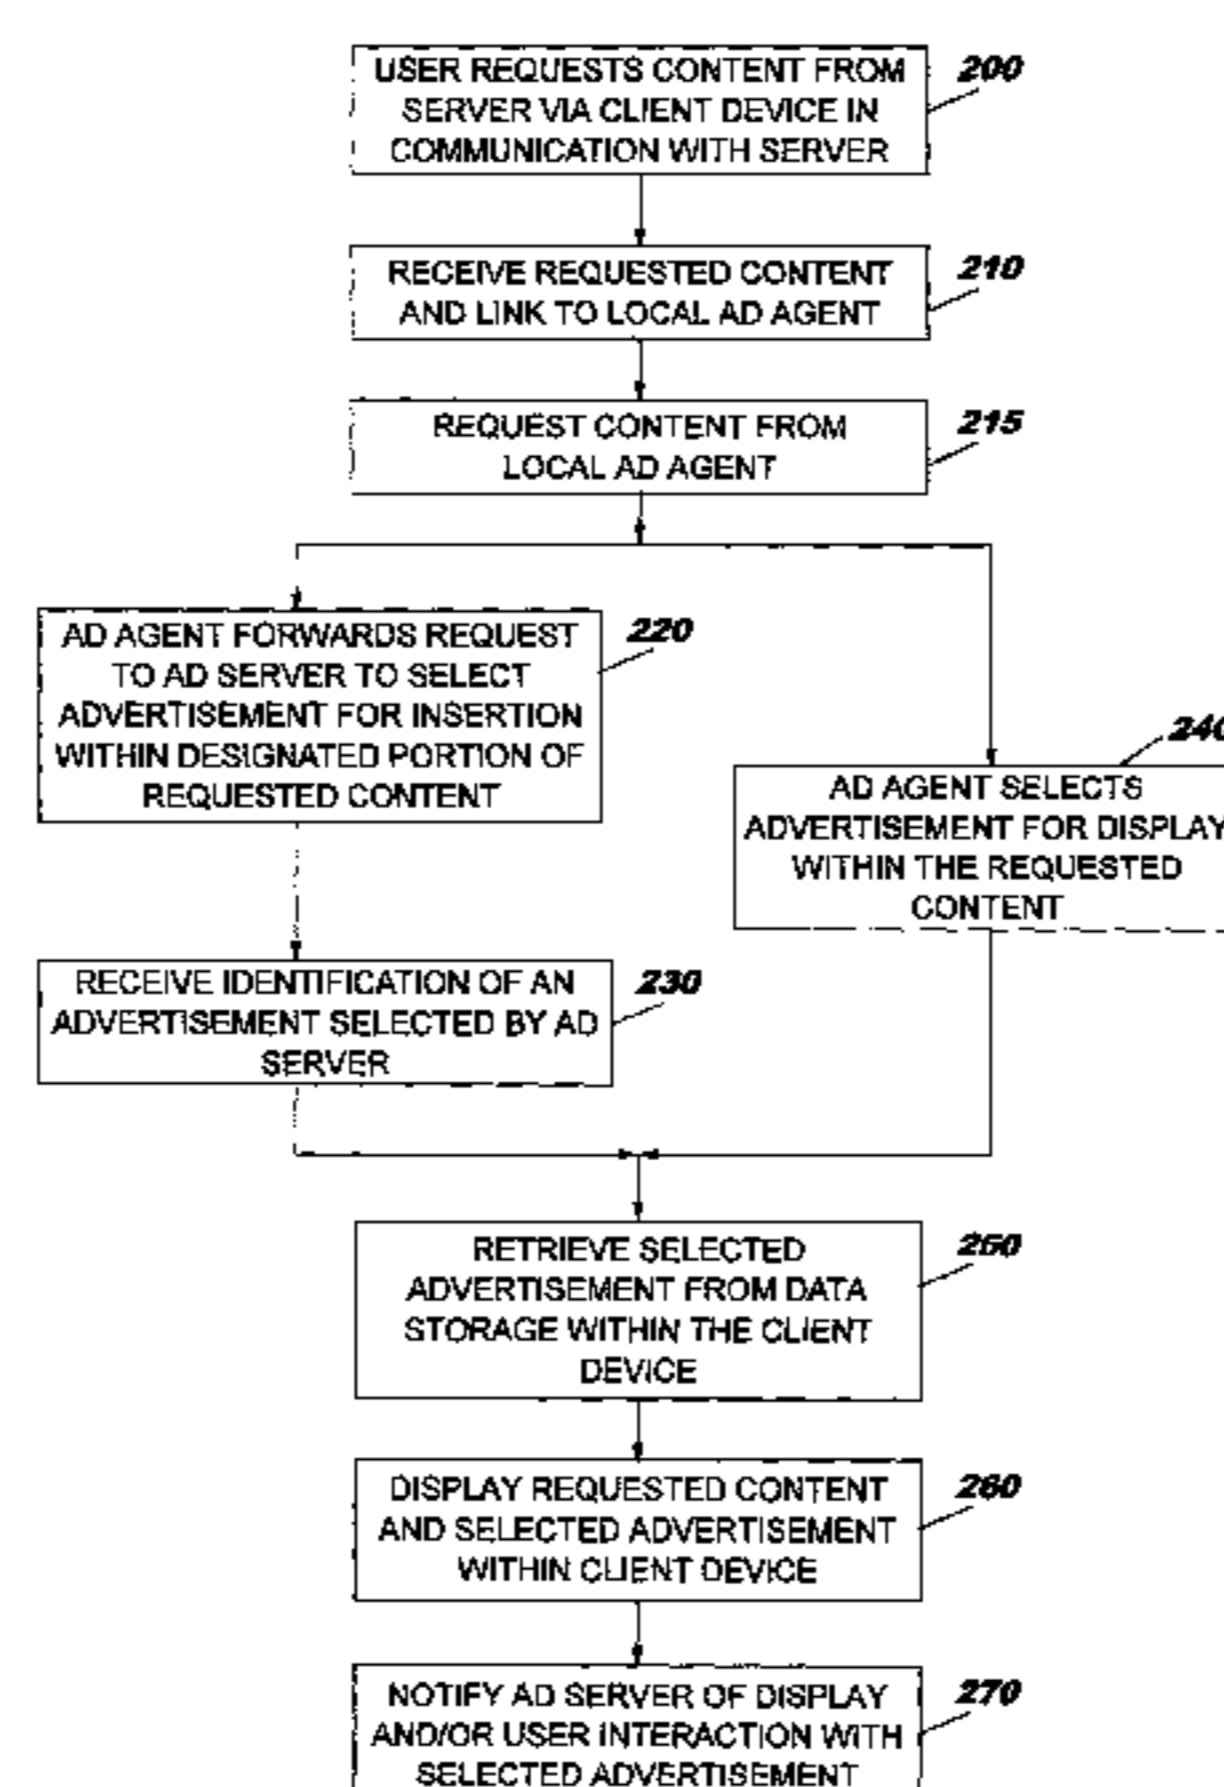 USER REQUESTS CONTENT FROM
SERVER VIA CLIENT DEVICE IN
COMMUNICATION WITH SERVER
200
RECEIVE REQUESTED CONTENT
AND LINK TO LOCAL AD AGENT
210
REQUEST CONTENT FROM
LOCAL AD AGENT
215
AD AGENT FORWARDS REQUEST
TO AD SERVER TO SELECT
ADVERTISEMENT FOR INSERTION
WITHIN DESIGNATED PORTION OF
REQUESTED CONTENT
220
240
AD AGENT SELECTS
ADVERTISEMENT FOR DISPLAY
WITHIN THE REQUESTED
CONTENT
RECEIVE IDENTIFICATION OF AN
ADVERTISEMENT SELECTED BY AD
SERVER
230
RETRIEVE SELECTED
ADVERTISEMENT FROM DATA
STORAGE WITHIN THE CLIENT
DEVICE
250
DISPLAY REQUESTED CONTENT
AND SELECTED ADVERTISEMENT
WITHIN CLIENT DEVICE
260
NOTIFY AD SERVER OF DISPLAY
AND/OR USER INTERACTION WITH
SELECTED ADVERTISEMENT
270